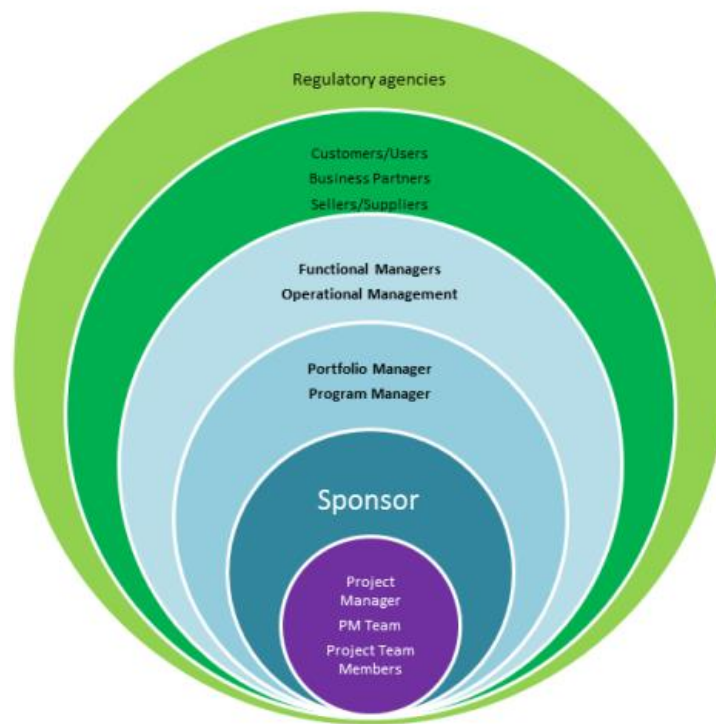 Regulatory agencies
Customers/Users
Business Partners
Sellers/Suppliers
Functional Managers
Operational Management
Portfolio Manager
Program Manager
Sponsor
Project
Manager
PM Team
Project Team
Members